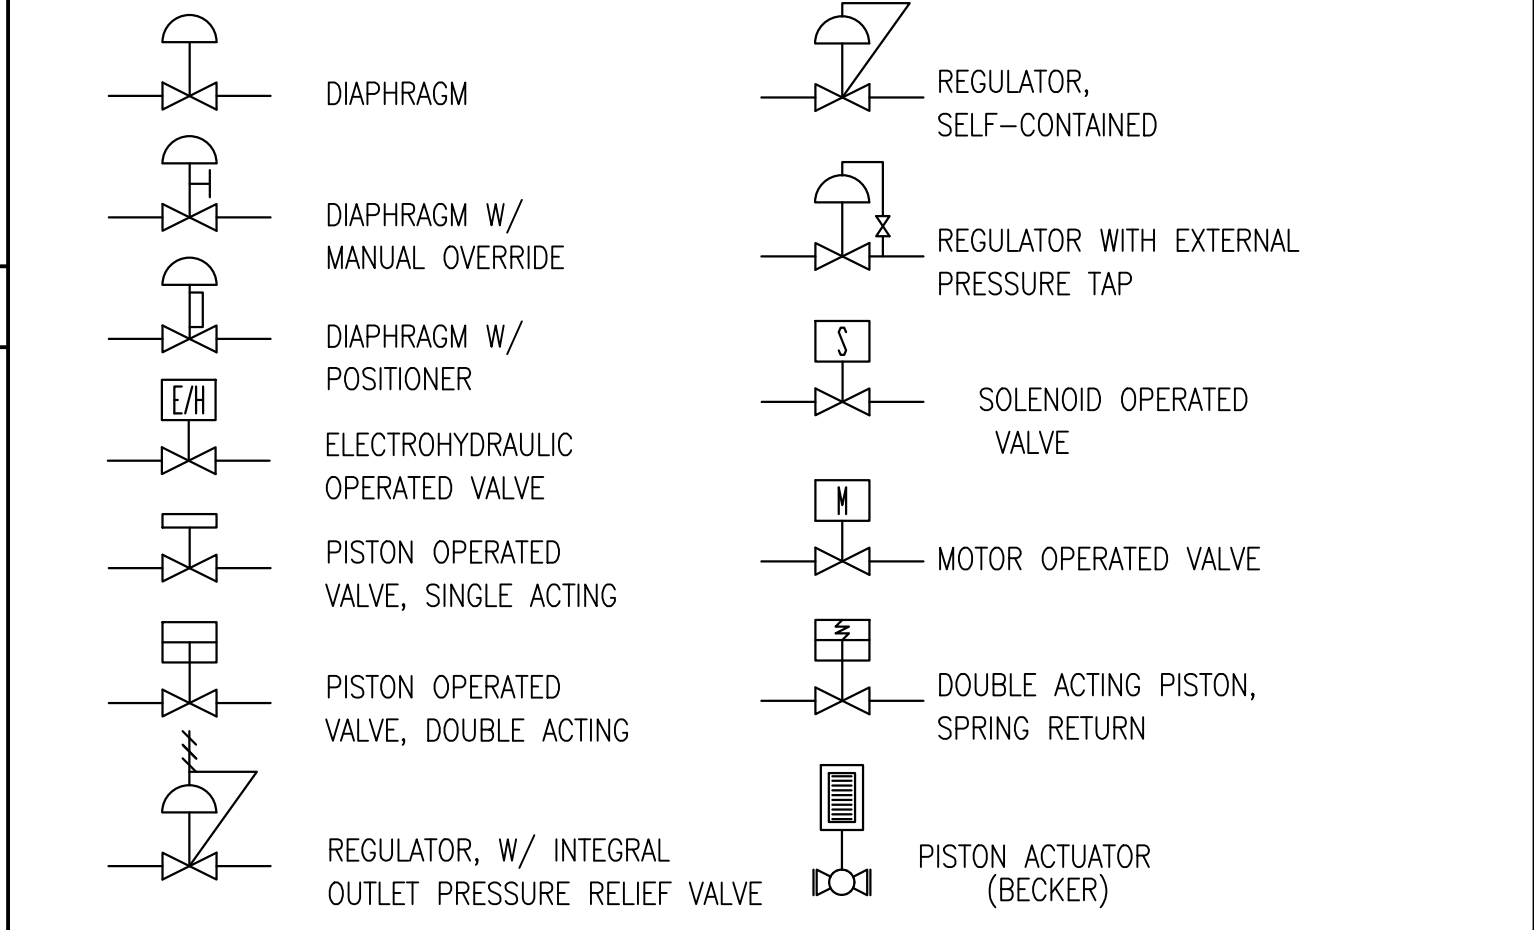 DIAPHRAGM
DIAPHRAGM W/
MANUAL OVERRIDE
DIAPHRAGM W/
POSITIONER
E/H
ELECTROHYDRAULIC
OPERATED VALVE
PISTON OPERATED
VALVE, SINGLE ACTING
PISTON OPERATED
VALVE, DOUBLE ACTING
REGULATOR, W/ INTEGRAL
OUTLET PRESSURE RELIEF VALVE
REGULATOR,
SELF-CONTAINED
REGULATOR WITH EXTERNAL
PRESSURE TAP
S
SOLENOID OPERATED
VALVE
M
MOTOR OPERATED VALVE
DOUBLE ACTING PISTON,
SPRING RETURN
PISTON ACTUATOR
(BECKER)